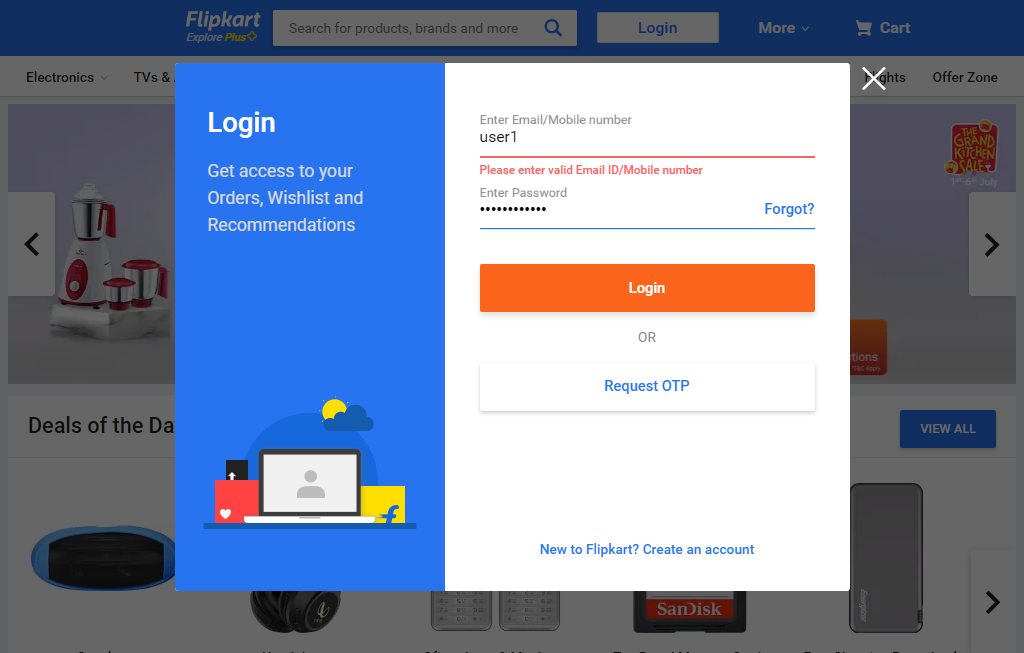 Flipkart
Explore Plus
Search for products, brands and more
Login
More
Cart
Electronics
TVs &
Flights
Offer Zone
Login
Get access to your
Orders, Wishlist and
Recommendations
Enter Email/Mobile number
user1
Please enter valid Email ID/Mobile number
Enter Password
••••••••••••
Forgot?
Login
OR
Request OTP
New to Flipkart? Create an account
THE
GRAND
KITCHEN
SALE
1st-6th July
Deals of the Da
VIEW ALL
SanDisk
Energizer